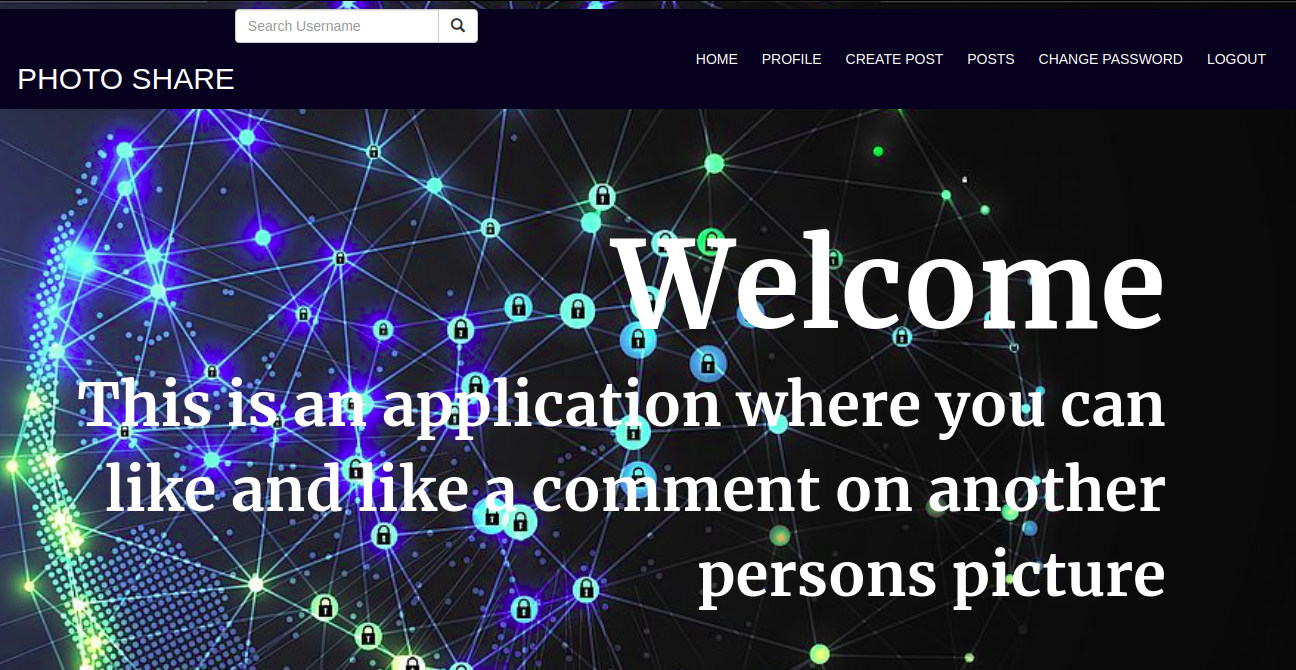 Search Username
PHOTO SHARE
HOME PROFILE CREATE POST POSTS CHANGE PASSWORD LOGOUT
Welcome
This is an application where you can
like and like a comment on another
persons picture